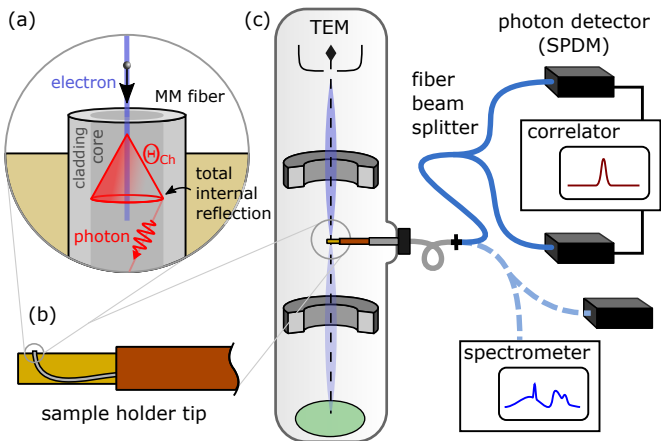 (a)
electron
MM fiber
cladding
core
Θ_Ch
total
internal
reflection
photon
(b)
sample holder tip
(c)
TEM
fiber
beam
splitter
photon detector
(SPDM)
correlator
spectrometer